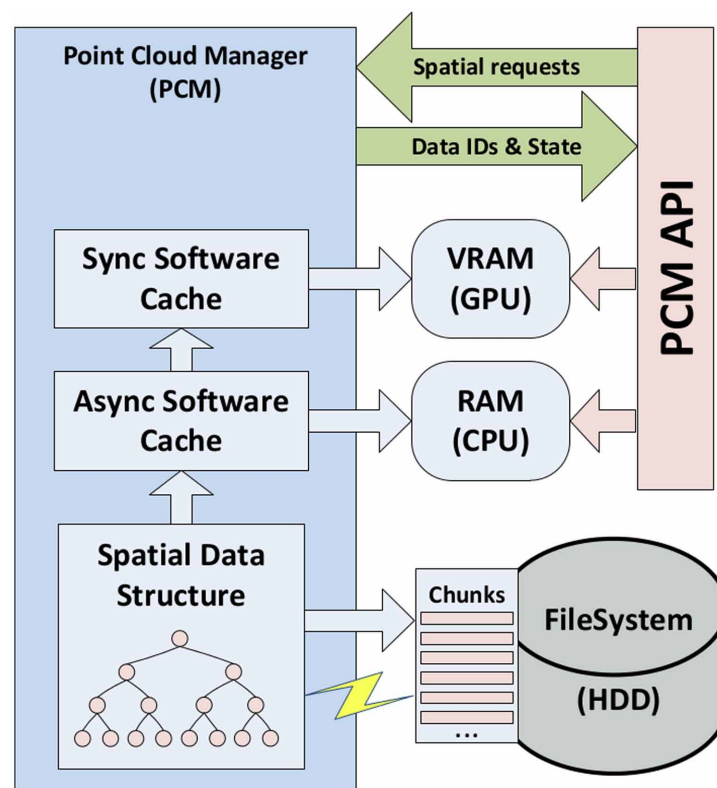 Point Cloud Manager
(PCM)
Spatial requests
Data IDs & State
PCM API
Sync Software
Cache
VRAM
(GPU)
Async Software
Cache
RAM
(CPU)
Spatial Data
Structure
Chunks
...
FileSystem
(HDD)